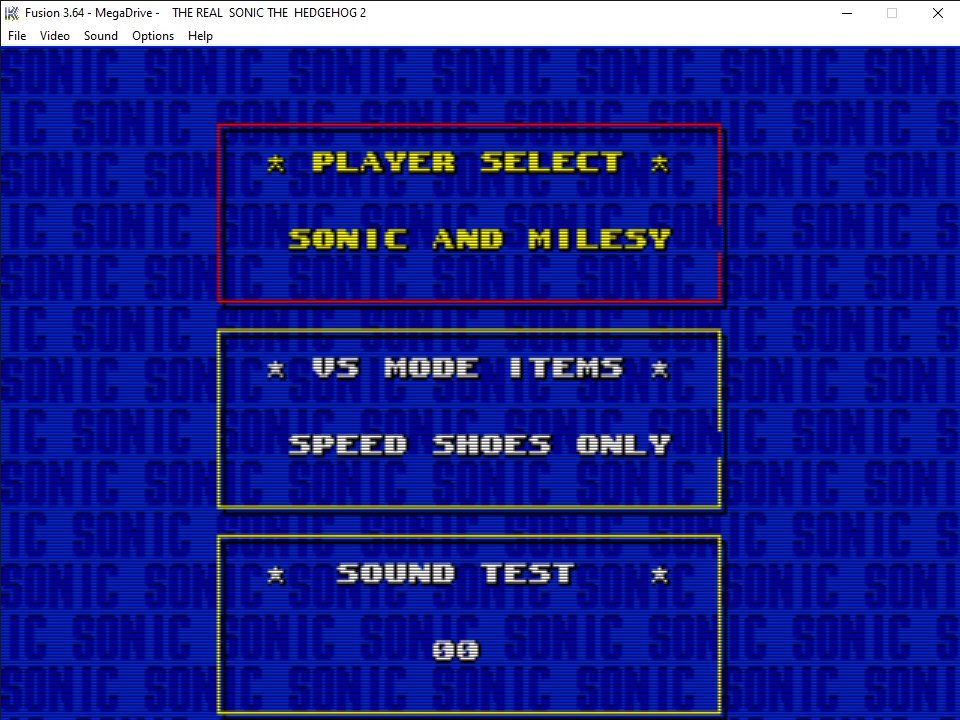 Fusion 3.64 - MegaDrive - THE REAL SONIC THE HEDGEHOG 2
File Video Sound Options Help
* PLAYER SELECT *
SONIC AND MILESY
* VS MODE ITEMS *
SPEED SHOES ONLY
* SOUND TEST *
00